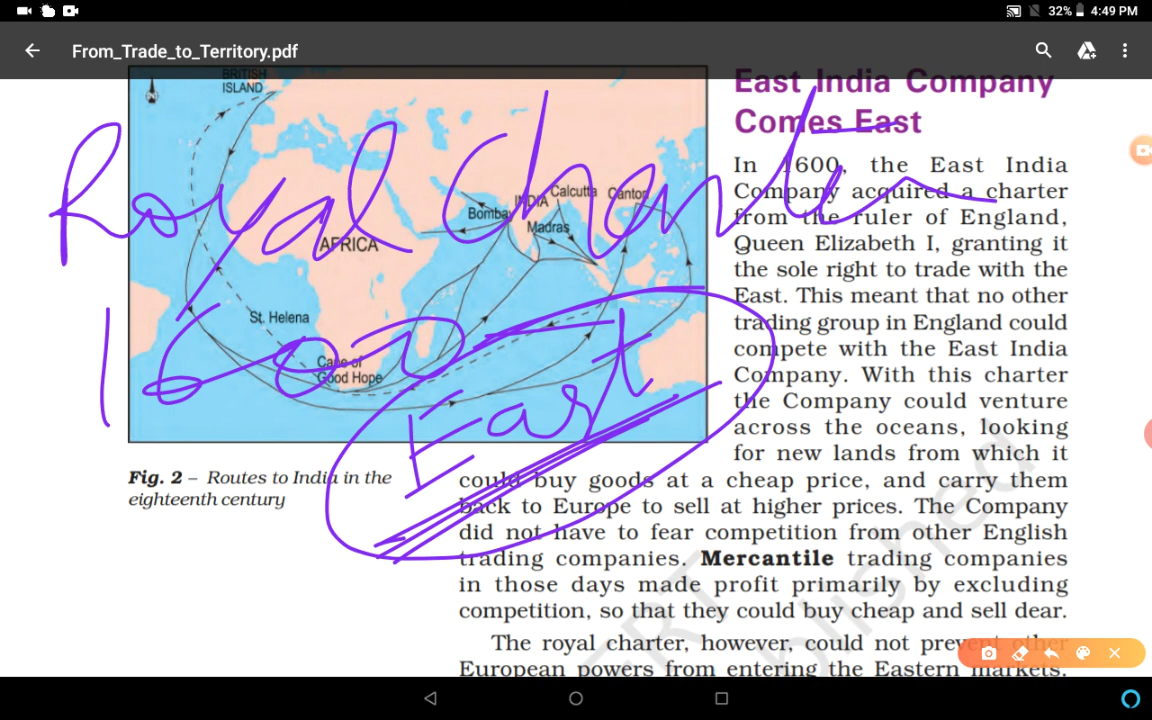 32% 4:49 PM
From_Trade_to_Territory.pdf
BRITISH
ISLAND
AFRICA
INDIA
Calcutta
Canton
Bombay
Madras
St. Helena
Cape of
Good Hope
Royal Charter
1600
East
Fig. 2 – Routes to India in the
eighteenth century
East India Company
Comes East
In 1600, the East India
Company acquired a charter
from the ruler of England,
Queen Elizabeth I, granting it
the sole right to trade with the
East. This meant that no other
trading group in England could
compete with the East India
Company. With this charter
the Company could venture
across the oceans, looking
for new lands from which it
could buy goods at a cheap price, and carry them
back to Europe to sell at higher prices. The Company
did not have to fear competition from other English
trading companies. Mercantile trading companies
in those days made profit primarily by excluding
competition, so that they could buy cheap and sell dear.
The royal charter, however, could not prevent other
European powers from entering the Eastern markets.